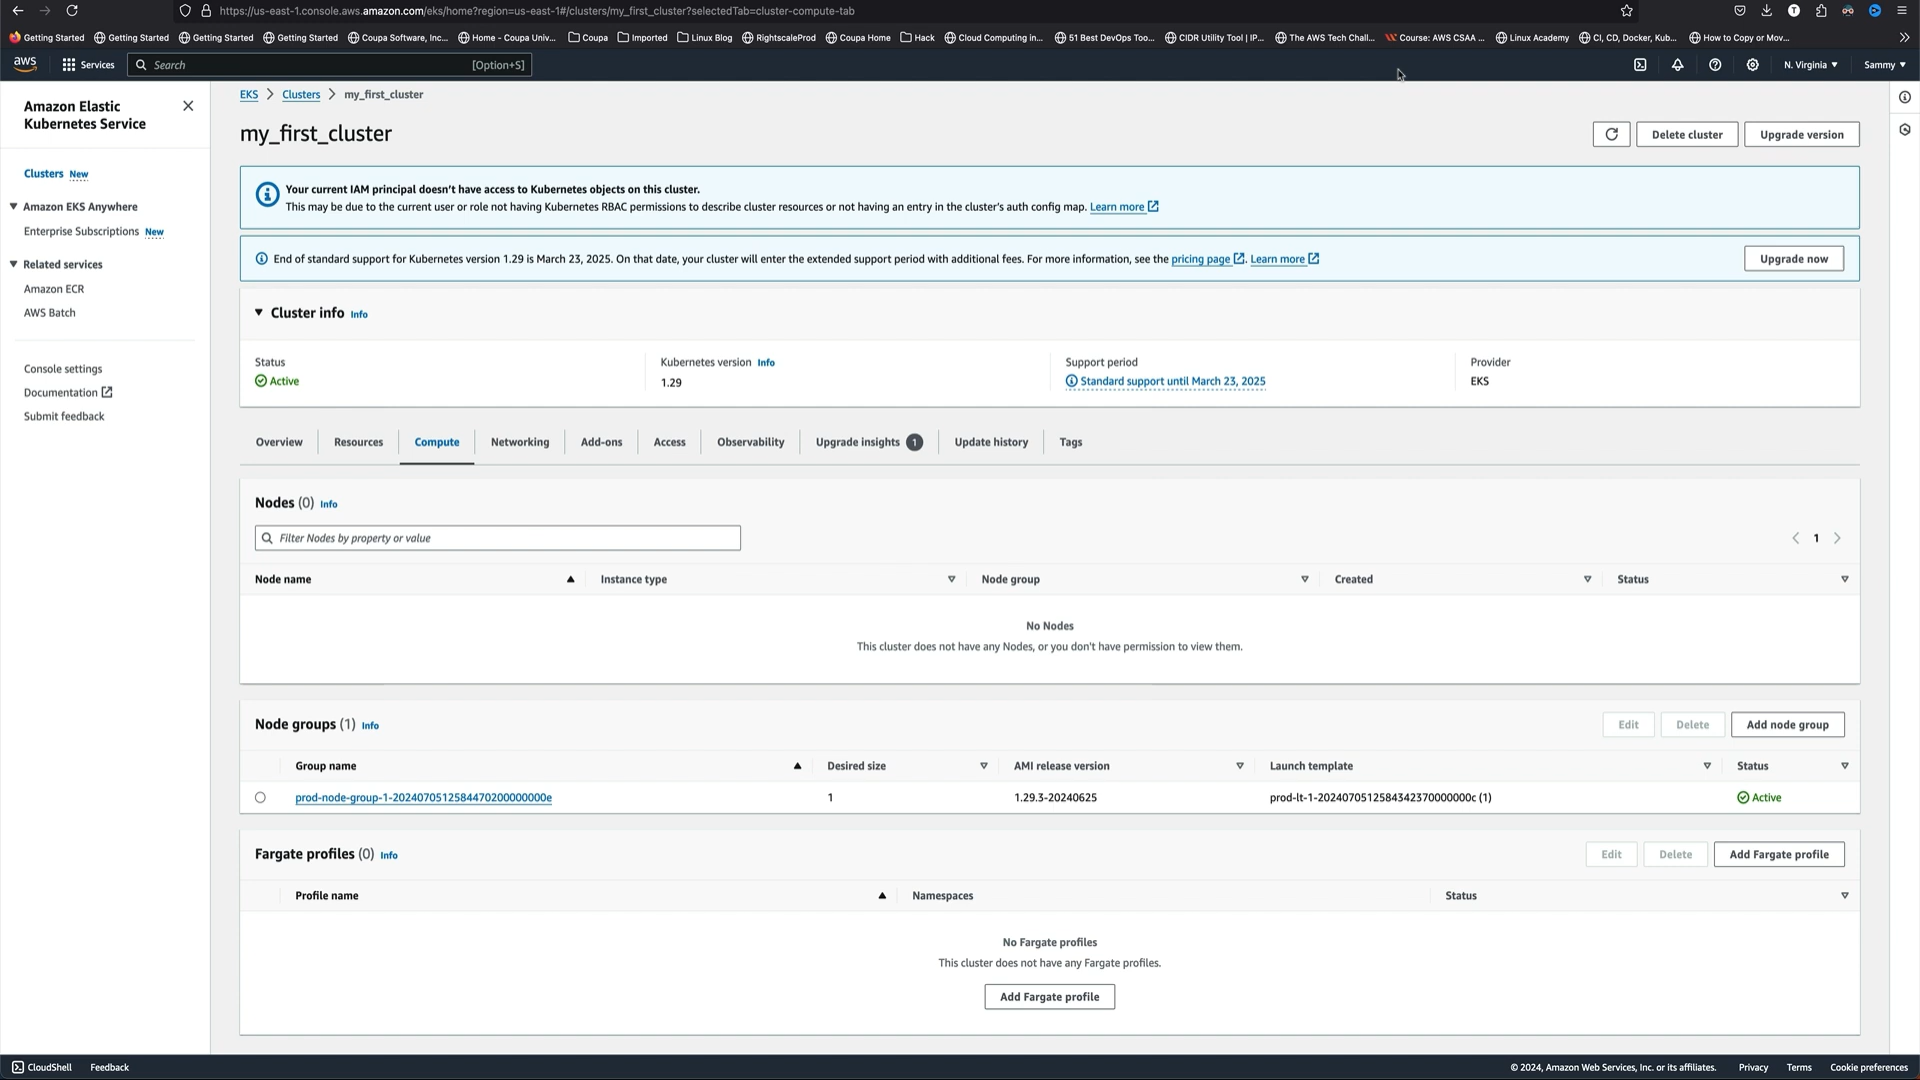 https://us-east-1.console.aws.amazon.com/eks/home?region=us-east-1#/clusters/my_first_cluster?selectedTab=cluster-compute-tab
Getting Started Getting Started Getting Started Getting Started Coupa Software, Inc... Home - Coupa Univ... Coupa Imported Linux Blog RightscaleProd Coupa Home Hack Cloud Computing in... 51 Best DevOps Too... CIDR Utility Tool | IP... The AWS Tech Chall... Course: AWS CSAA ... Linux Academy CI, CD, Docker, Kub... How to Copy or Mov...
aws Services Search [Option+S] N. Virginia Sammy
Amazon Elastic
Kubernetes Service
Clusters New
Amazon EKS Anywhere
Enterprise Subscriptions New
Related services
Amazon ECR
AWS Batch
Console settings
Documentation
Submit feedback
EKS Clusters my_first_cluster
my_first_cluster Delete cluster Upgrade version
Your current IAM principal doesn't have access to Kubernetes objects on this cluster.
This may be due to the current user or role not having Kubernetes RBAC permissions to describe cluster resources or not having an entry in the cluster's auth config map. Learn more
End of standard support for Kubernetes version 1.29 is March 23, 2025. On that date, your cluster will enter the extended support period with additional fees. For more information, see the pricing page. Learn more Upgrade now
Cluster info Info
Status Kubernetes version Info Support period Provider
Active 1.29 Standard support until March 23, 2025 EKS
Overview Resources Compute Networking Add-ons Access Observability Upgrade insights 1 Update history Tags
Nodes (0) Info
Filter Nodes by property or value 1
Node name Instance type Node group Created Status
No Nodes
This cluster does not have any Nodes, or you don't have permission to view them.
Node groups (1) Info Edit Delete Add node group
Group name Desired size AMI release version Launch template Status
prod-node-group-1-20240705125844702000000​00e 1 1.29.3-20240625 prod-lt-1-2024070512584342370000000c (1) Active
Fargate profiles (0) Info Edit Delete Add Fargate profile
Profile name Namespaces Status
No Fargate profiles
This cluster does not have any Fargate profiles.
Add Fargate profile
CloudShell Feedback © 2024, Amazon Web Services, Inc. or its affiliates. Privacy Terms Cookie preferences